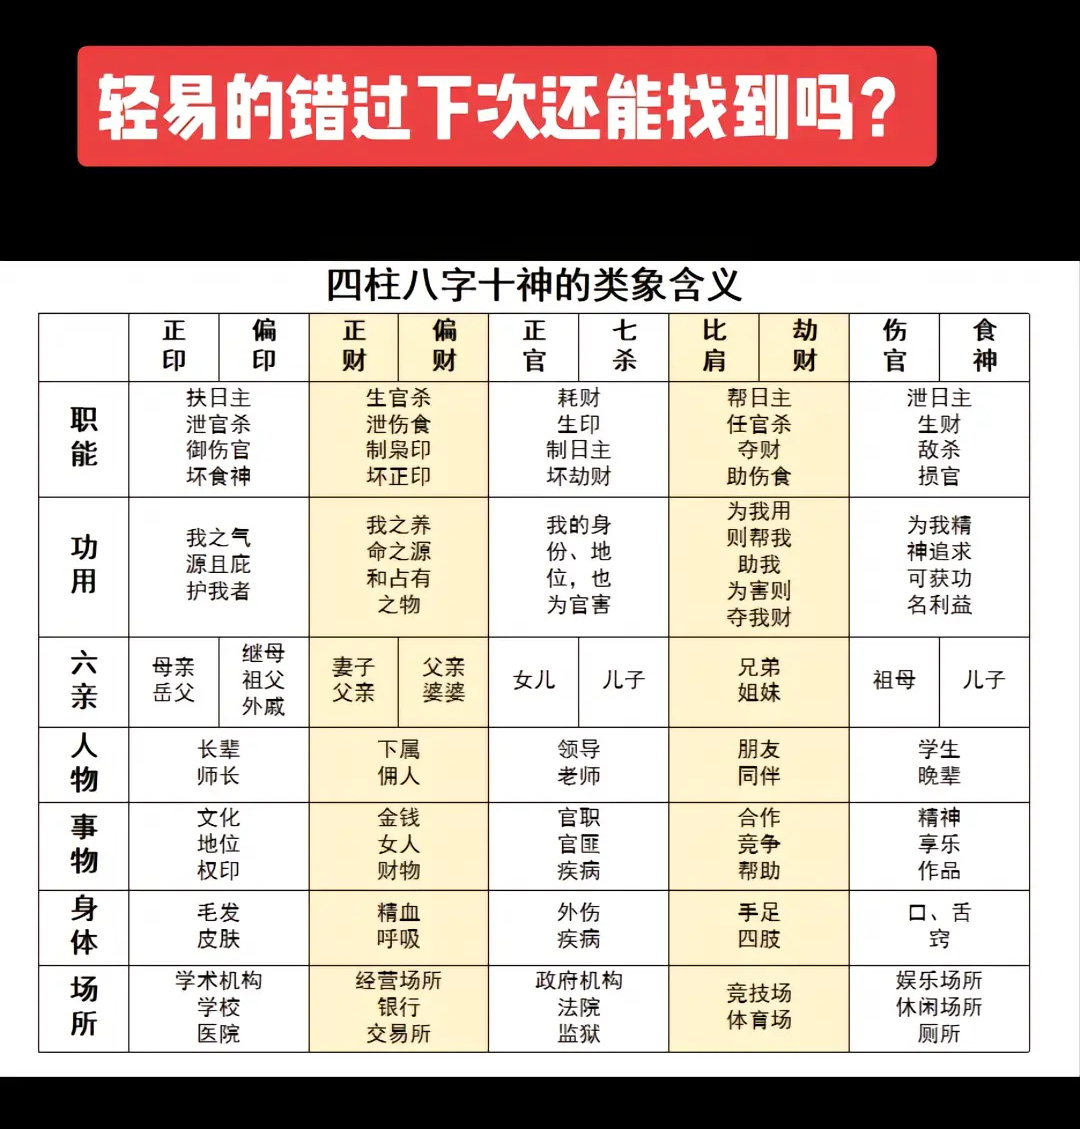 轻易的错过下次还能找到吗？
四柱八字十神的类象含义
正印 偏印 正财 偏财 正官 七杀 比肩 劫财 伤官 食神
职能
扶日主
泄官杀
御伤官
坏食神
生官杀
泄伤食
制枭印
坏正印
耗财
生印
制日主
坏劫财
帮日主
任官杀
夺财
助伤食
泄日主
生财
敌杀
损官
功用
我之气
源且庇
护我者
我之养
命之源
和占有
之物
我的身
份、地
位，也
为官害
为我用
则帮我
助我
为害则
夺我财
为我精
神追求
可获功
名利益
六亲
母亲
岳父
继母
祖父
外戚
妻子
父亲
父亲
婆婆
女儿
儿子
兄弟
姐妹
祖母
儿子
人物
长辈
师长
下属
佣人
领导
老师
朋友
同伴
学生
晚辈
事物
文化
地位
权印
金钱
女人
财物
官职
官匪
疾病
合作
竞争
帮助
精神
享乐
作品
身体
毛发
皮肤
精血
呼吸
外伤
疾病
手足
四肢
口、舌
窍
场所
学术机构
学校
医院
经营场所
银行
交易所
政府机构
法院
监狱
竞技场
体育场
娱乐场所
休闲场所
厕所